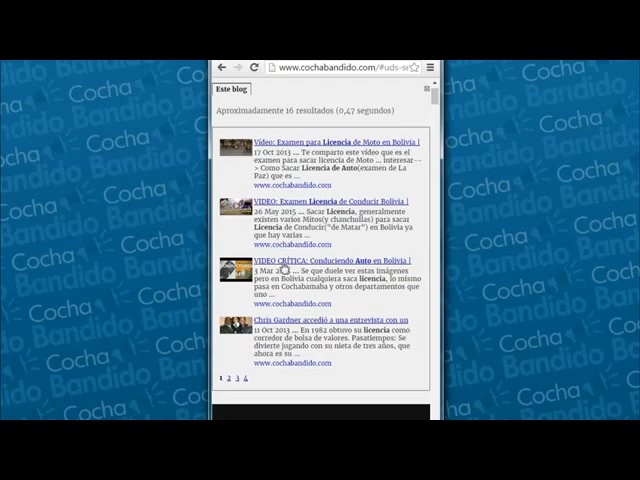 www.cochabandido.com/#uds-se
Este blog
Aproximadamente 16 resultados (0,47 segundos)
Vídeo: Examen para Licencia de Moto en Bolivia |
17 Oct 2013 ... Te comparto este vídeo que es el
examen para sacar licencia de Moto ... interesar--
> Como Sacar Licencia de Auto(examen de La
Paz) que es ...
www.cochabandido.com
VIDEO: Examen Licencia de Conducir Bolivia |
26 May 2015 ... Sacar Licencia, generalmente
existen varios Mitos(y chanchullas) para sacar
Licencia de Conducir("de Matar") en Bolivia ya
que hay varias ...
www.cochabandido.com
VIDEO CRÍTICA: Conduciendo Auto en Bolivia |
3 Mar ... Se que duele ver estas imágenes
pero en Bolivia cualquiera saca licencia, lo mismo
pasa en Cochabamaba y otros departamentos que
uno ...
www.cochabandido.com
Chris Gardner accedió a una entrevista con un
11 Oct 2013 ... En 1982 obtuvo su licencia como
corredor de bolsa de valores. Pasatiempos: Se
divierte jugando con su nieta de tres años, que
ahora es su ...
www.cochabandido.com
1 2 3 4
Cocha
Bandido